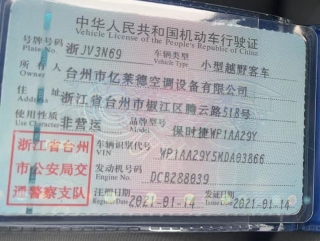 中华人民共和国机动车行驶证
Vehicle License of the People's Republic of China
号牌号码 浙JV3N69 车辆类型 小型越野客车
Plate No. Vehicle Type
所有人 台州市亿莱德空调设备有限公司
Owner
住址 浙江省台州市椒江区腾云路518号
使用性质 非营运 品牌型号 保时捷WP1AA29Y
Model
浙江省台州
市公安局交
通警察支队
车辆识别代号 WP1AA29Y5MDA03866
VIN
发动机号码 DCB288039
Engine No.
注册日期 2021-01-14 发证日期 2021-01-14
Register Date Issue Date